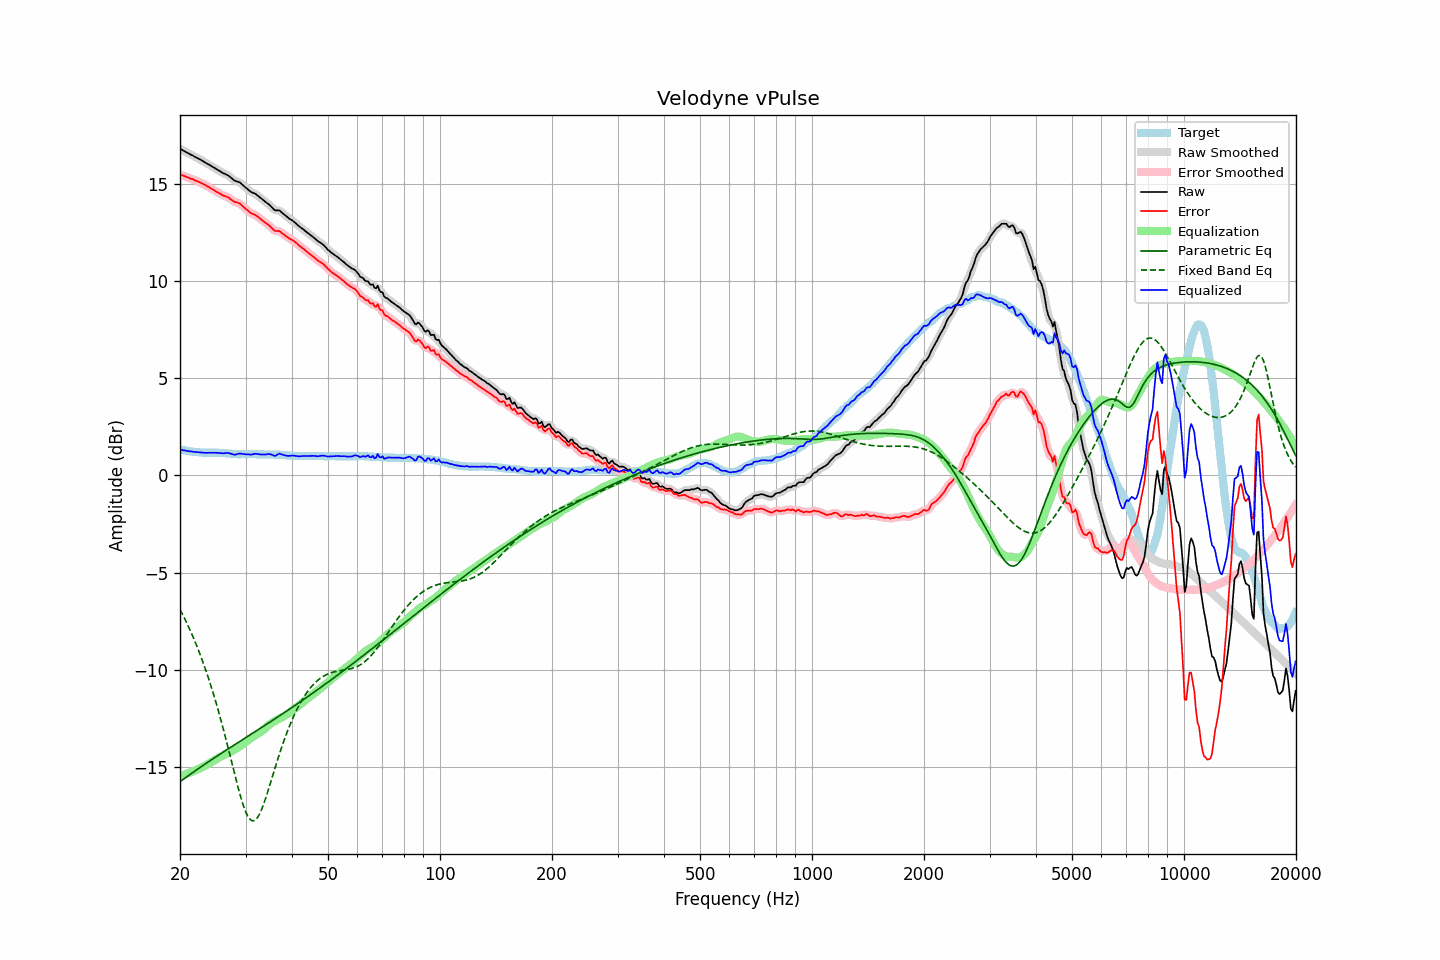 Velodyne vPulse
Target
Raw Smoothed
Error Smoothed
Raw
Error
Equalization
Parametric Eq
Fixed Band Eq
Equalized
Amplitude (dBr)
15
10
5
0
−5
−10
−15
20 50 100 200 500 1000 2000 5000 10000 20000
Frequency (Hz)